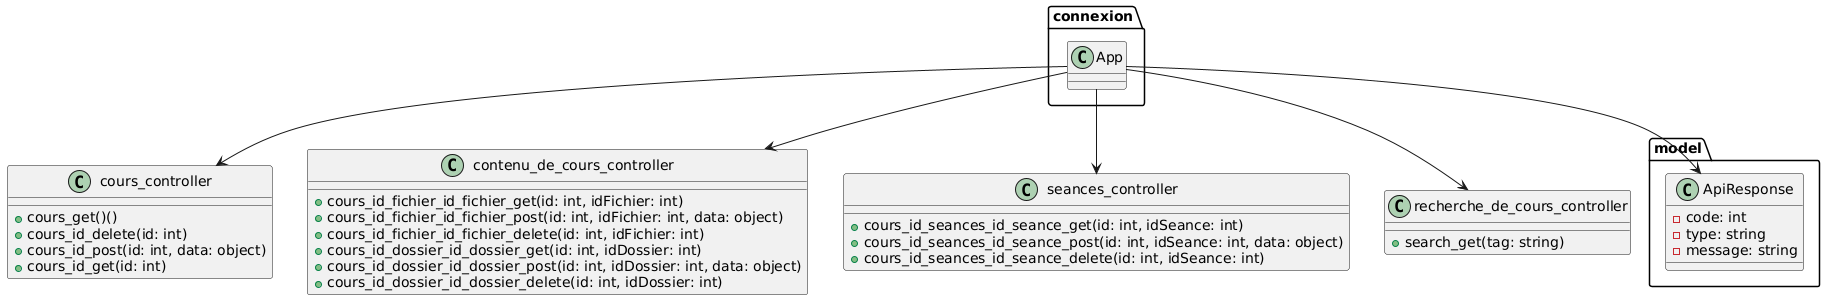 connexion
C App
C cours_controller
cours_get()()
cours_id_delete(id: int)
cours_id_post(id: int, data: object)
cours_id_get(id: int)
C contenu_de_cours_controller
cours_id_fichier_id_fichier_get(id: int, idFichier: int)
cours_id_fichier_id_fichier_post(id: int, idFichier: int, data: object)
cours_id_fichier_id_fichier_delete(id: int, idFichier: int)
cours_id_dossier_id_dossier_get(id: int, idDossier: int)
cours_id_dossier_id_dossier_post(id: int, idDossier: int, data: object)
cours_id_dossier_id_dossier_delete(id: int, idDossier: int)
C seances_controller
cours_id_seances_id_seance_get(id: int, idSeance: int)
cours_id_seances_id_seance_post(id: int, idSeance: int, data: object)
cours_id_seances_id_seance_delete(id: int, idSeance: int)
C recherche_de_cours_controller
search_get(tag: string)
model
C ApiResponse
code: int
type: string
message: string